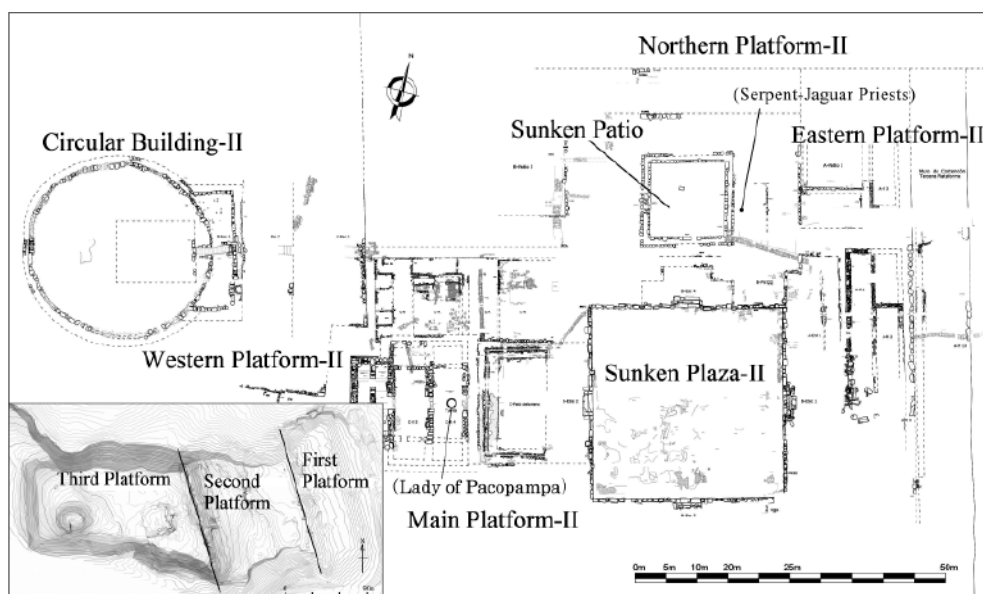 Northern Platform-II
(Serpent-Jaguar Priests)
Sunken Patio
Eastern Platform-II
Circular Building-II
N
Western Platform-II
Sunken Plaza-II
(Lady of Pacopampa)
Main Platform-II
Third Platform
Second
Platform
First
Platform
N
0m 5m 10m 20m 25m 50m